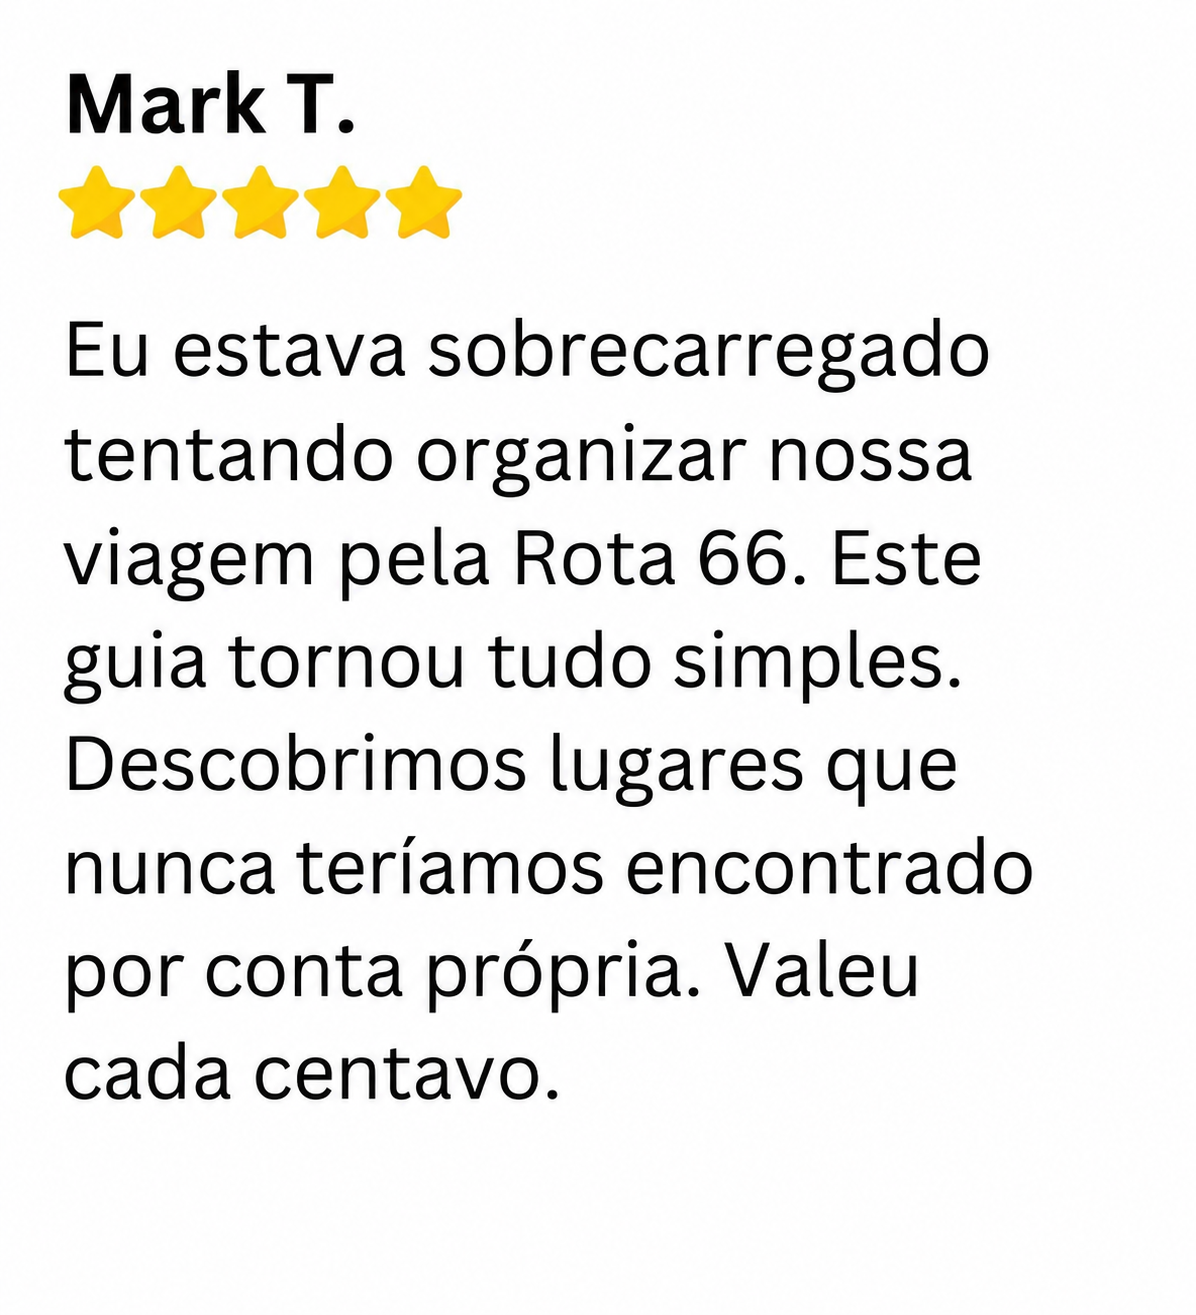 Mark T.
⭐⭐⭐⭐⭐
Eu estava sobrecarregado
tentando organizar nossa
viagem pela Rota 66. Este
guia tornou tudo simples.
Descobrimos lugares que
nunca teríamos encontrado
por conta própria. Valeu
cada centavo.